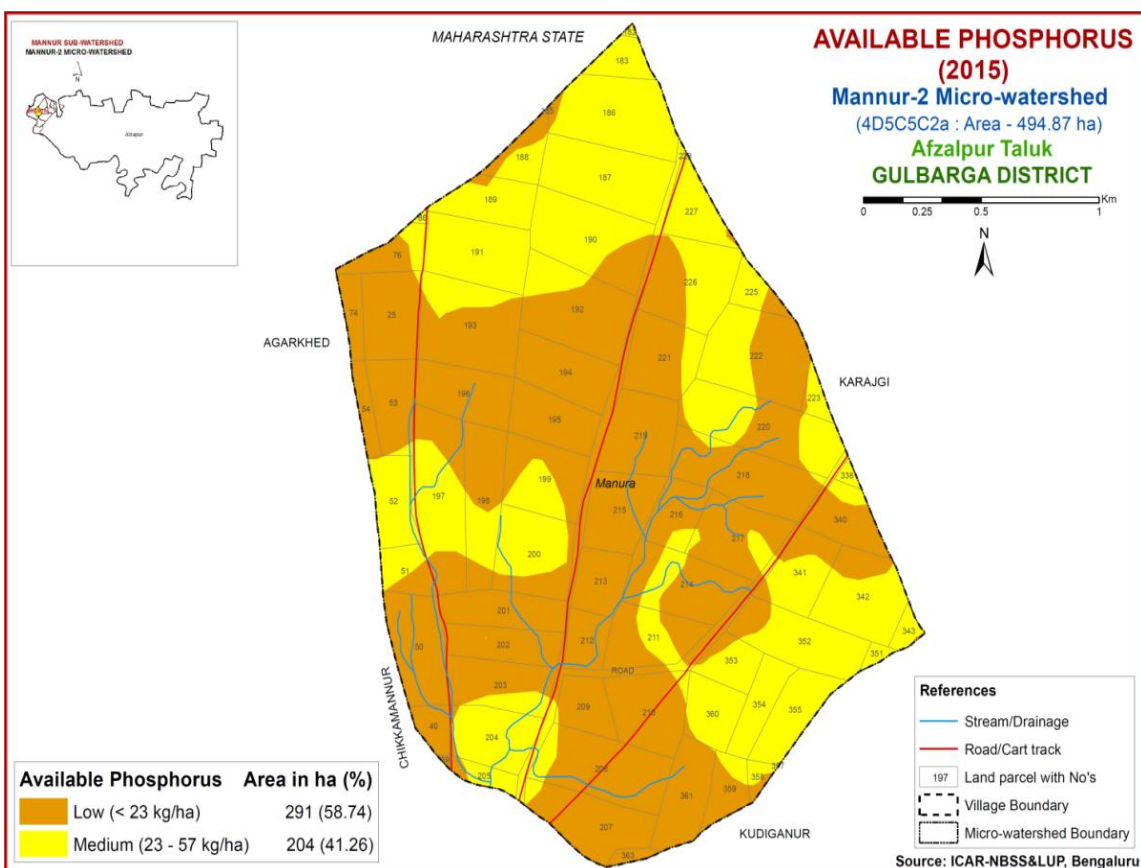 MANNUR SUB-WATERSHED
MANNUR-2 MICRO-WATERSHED
N
Afzalpur
MAHARASHTRA STATE
AVAILABLE PHOSPHORUS
(2015)
Mannur-2 Micro-watershed
(4D5C5C2a : Area - 494.87 ha)
Afzalpur Taluk
GULBARGA DISTRICT
Km
0 0.25 0.5 1
N
182
183
186
188
228
187
189
227
190
191
76
226
225
74
25
192
193
AGARKHED
221
222
194
KARAJGI
196
223
53
54
195
219
220
199
218
336
197
Manura
52
198
215
216
340
217
200
51
213
214
341
342
201
211
212
352
343
50
202
351
353
ROAD
203
354
355
209
210
360
40
CHIKKAMANNUR
204
206
205
358
359
361
207
KUDIGANUR
363
Available Phosphorus Area in ha (%)
Low (< 23 kg/ha) 291 (58.74)
Medium (23 - 57 kg/ha) 204 (41.26)
References
Stream/Drainage
Road/Cart track
197 Land parcel with No's
Village Boundary
Micro-watershed Boundary
Source: ICAR-NBSS&LUP, Bengaluru